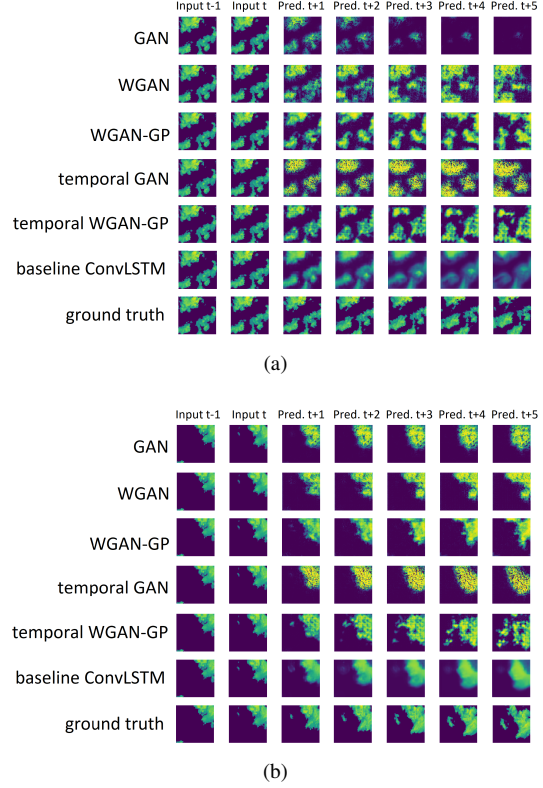 Input t-1 Input t Pred. t+1 Pred. t+2 Pred. t+3 Pred. t+4 Pred. t+5
GAN
WGAN
WGAN-GP
temporal GAN
temporal WGAN-GP
baseline ConvLSTM
ground truth
(a)
Input t-1 Input t Pred. t+1 Pred. t+2 Pred. t+3 Pred. t+4 Pred. t+5
GAN
WGAN
WGAN-GP
temporal GAN
temporal WGAN-GP
baseline ConvLSTM
ground truth
(b)